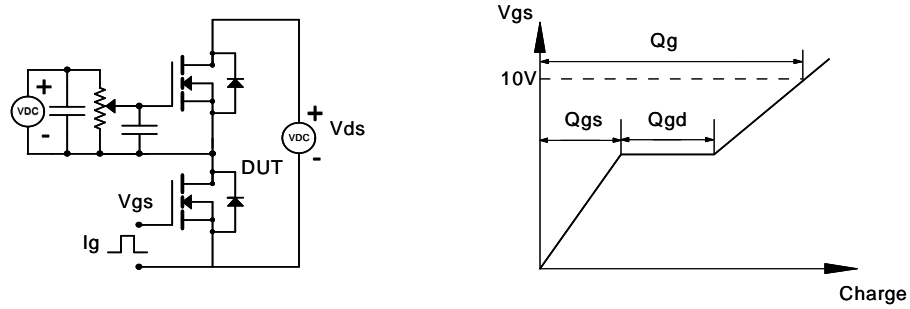 +
VDC
-
+
VDC
-
Vds
DUT
Vgs
Ig
Vgs
Qg
10V
Qgs
Qgd
Charge